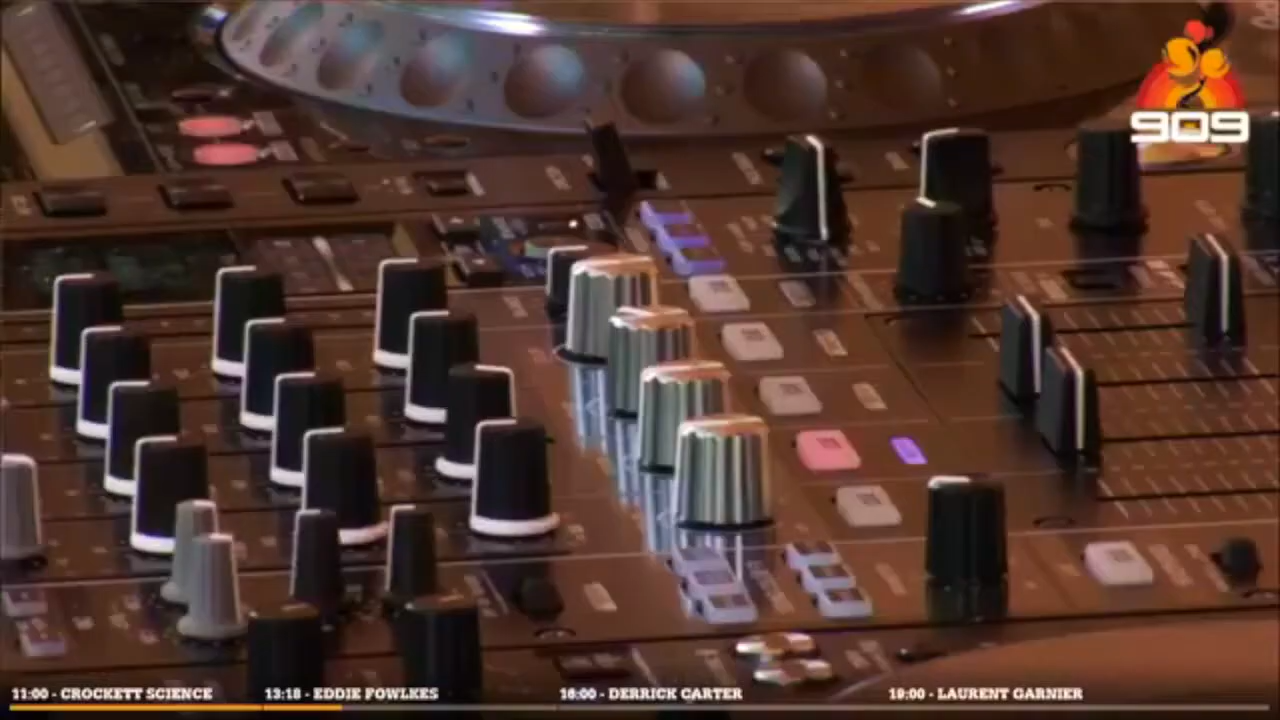 909
11:00 - CROCKETT SCIENCE
13:18 - EDDIE FOWLKES
16:00 - DERRICK CARTER
19:00 - LAURENT GARNIER